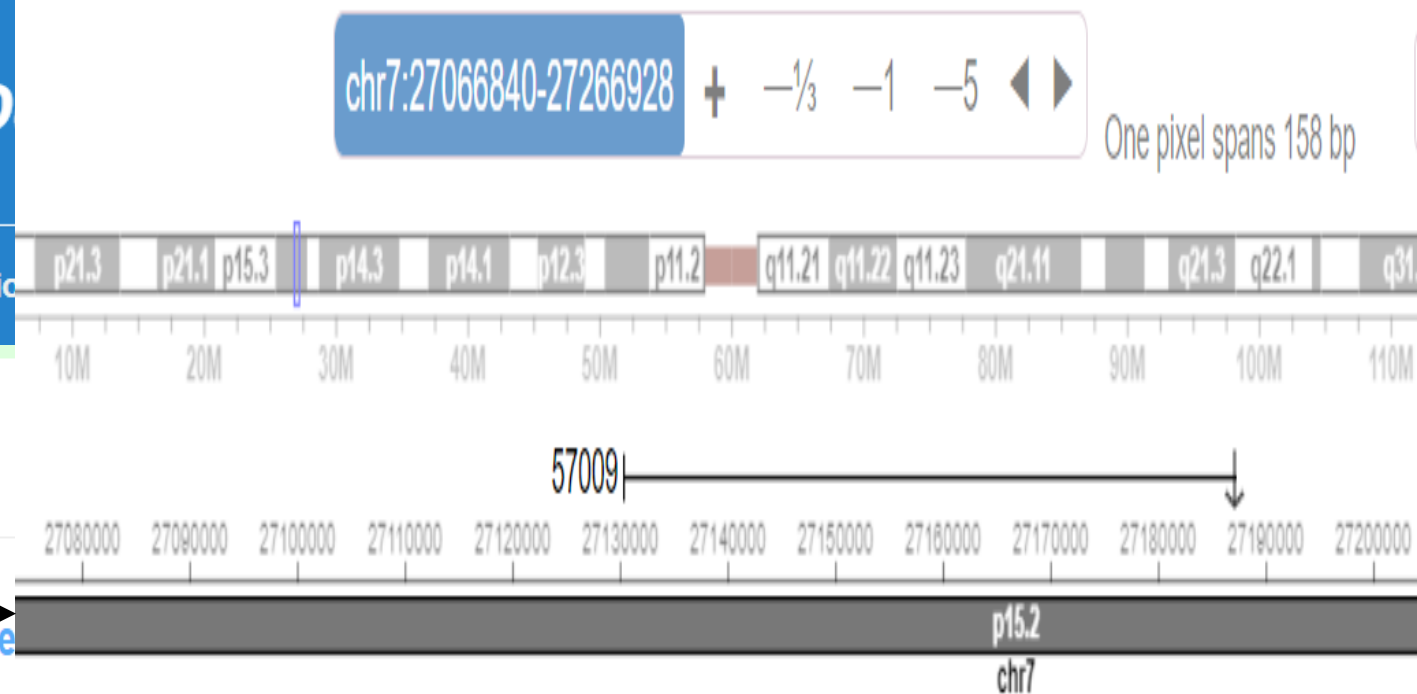 chr7:27066840-27266928 + –⅓ –1 –5
One pixel spans 158 bp
p21.3 p21.1 p15.3 p14.3 p14.1 p12.3 p11.2 q11.21 q11.22 q11.23 q21.11 q21.3 q22.1 q31.
10M 20M 30M 40M 50M 60M 70M 80M 90M 100M 110M
57009
27080000 27090000 27100000 27110000 27120000 27130000 27140000 27150000 27160000 27170000 27180000 27190000 27200000
p15.2
e
chr7